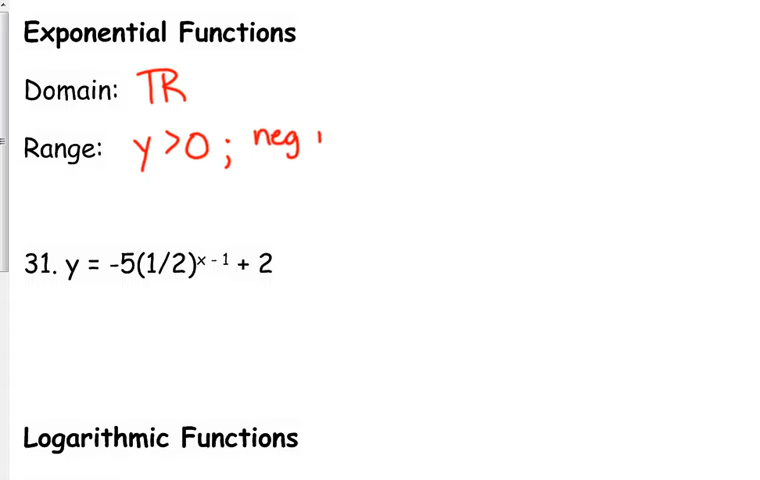 Exponential Functions
Domain: ℝ
Range: y > 0 ; neg
31. y = -5(1/2)ˣ ⁻ ¹ + 2
Logarithmic Functions